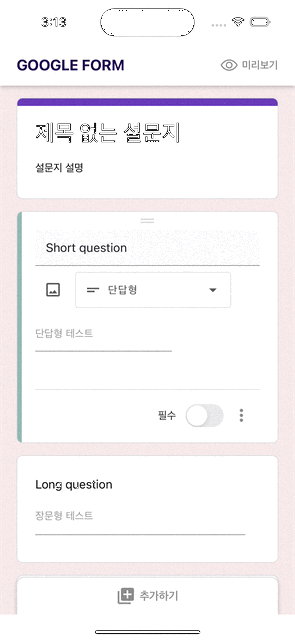 3:13
GOOGLE FORM
미리보기
제목 없는 설문지
설문지 설명
Short question
단답형
단답형 테스트
필수
Long question
장문형 테스트
추가하기